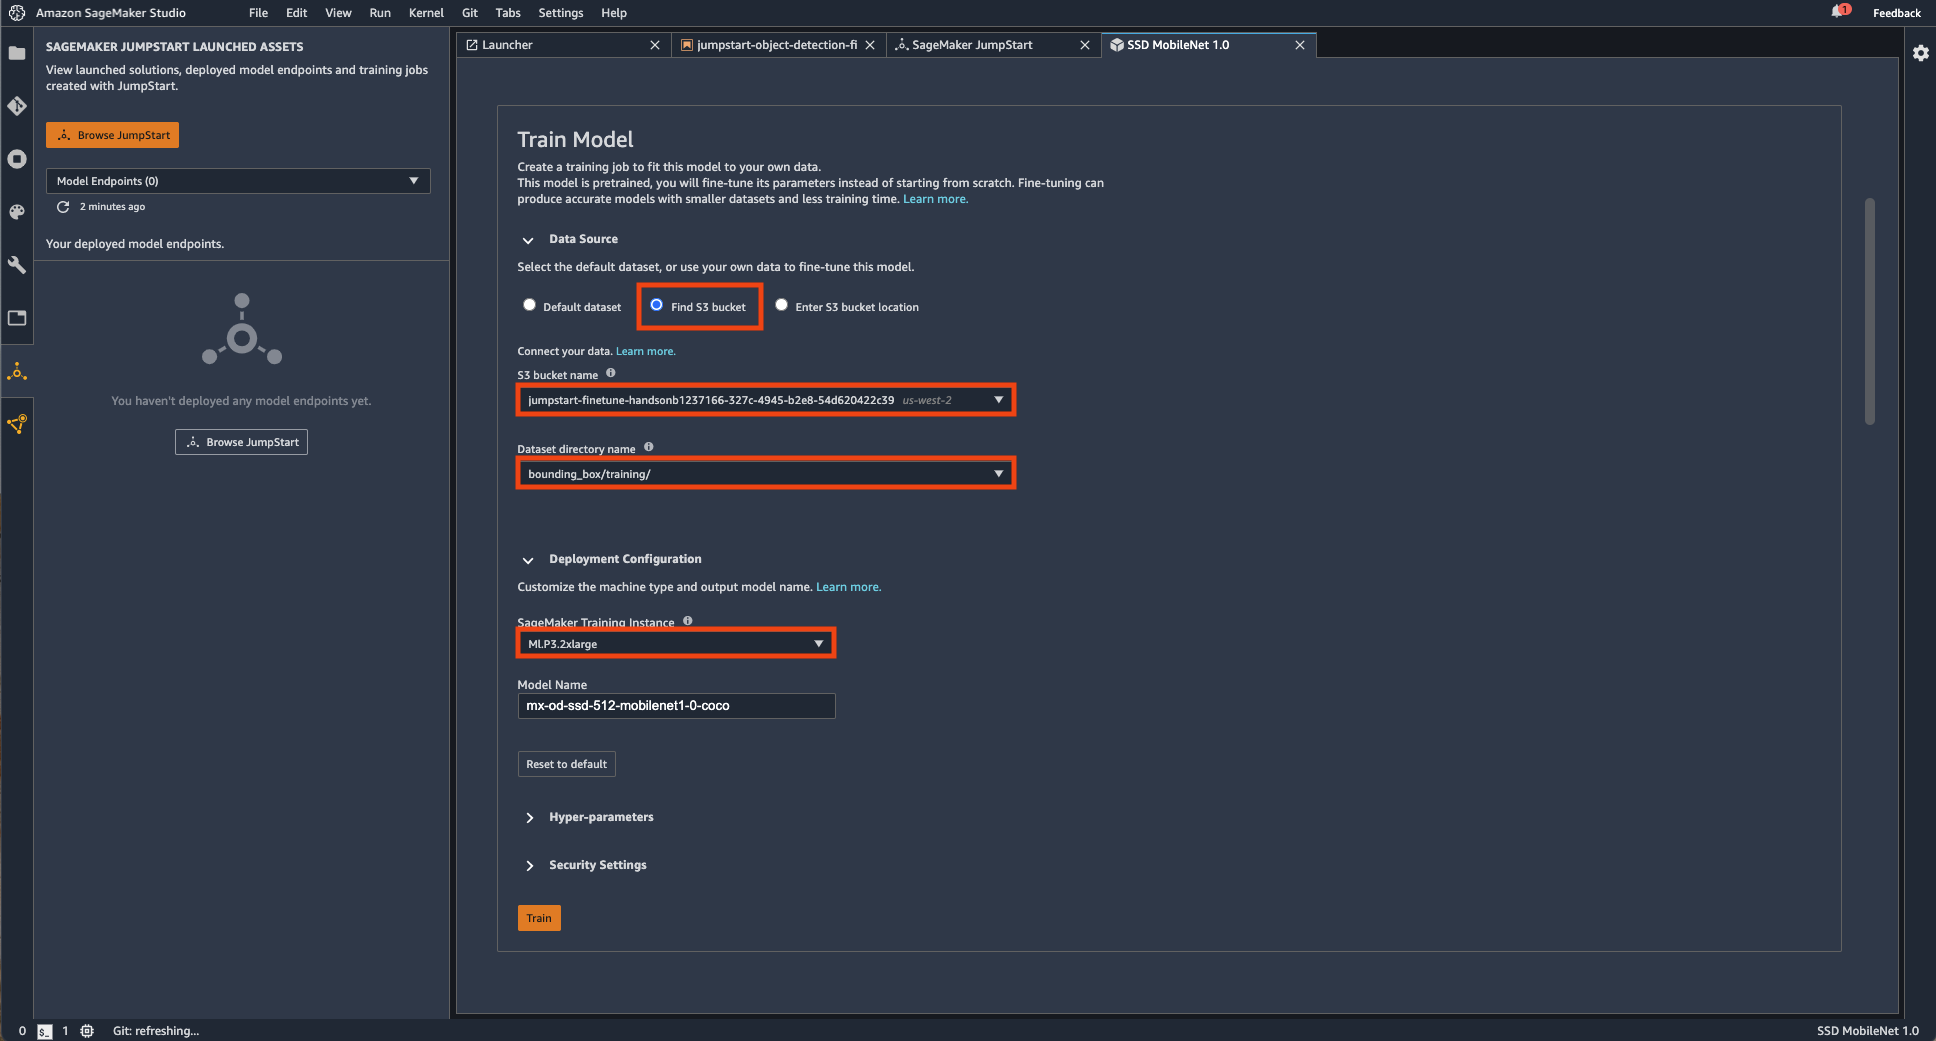 Amazon SageMaker Studio File Edit View Run Kernel Git Tabs Settings Help 1 Feedback
SAGEMAKER JUMPSTART LAUNCHED ASSETS
View launched solutions, deployed model endpoints and training jobs
created with JumpStart.
Browse JumpStart
Model Endpoints (0)
2 minutes ago
Your deployed model endpoints.
You haven't deployed any model endpoints yet.
Browse JumpStart
Launcher jumpstart-object-detection-fi SageMaker JumpStart SSD MobileNet 1.0
Train Model
Create a training job to fit this model to your own data.
This model is pretrained, you will fine-tune its parameters instead of starting from scratch. Fine-tuning can
produce accurate models with smaller datasets and less training time. Learn more.
Data Source
Select the default dataset, or use your own data to fine-tune this model.
Default dataset Find S3 bucket Enter S3 bucket location
Connect your data. Learn more.
S3 bucket name
jumpstart-finetune-handsonb1237166-327c-4945-b2e8-54d620422c39 us-west-2
Dataset directory name
bounding_box/training/
Deployment Configuration
Customize the machine type and output model name. Learn more.
SageMaker Training Instance
Ml.P3.2xlarge
Model Name
mx-od-ssd-512-mobilenet1-0-coco
Reset to default
Hyper-parameters
Security Settings
Train
0 $_ 1 Git: refreshing... SSD MobileNet 1.0